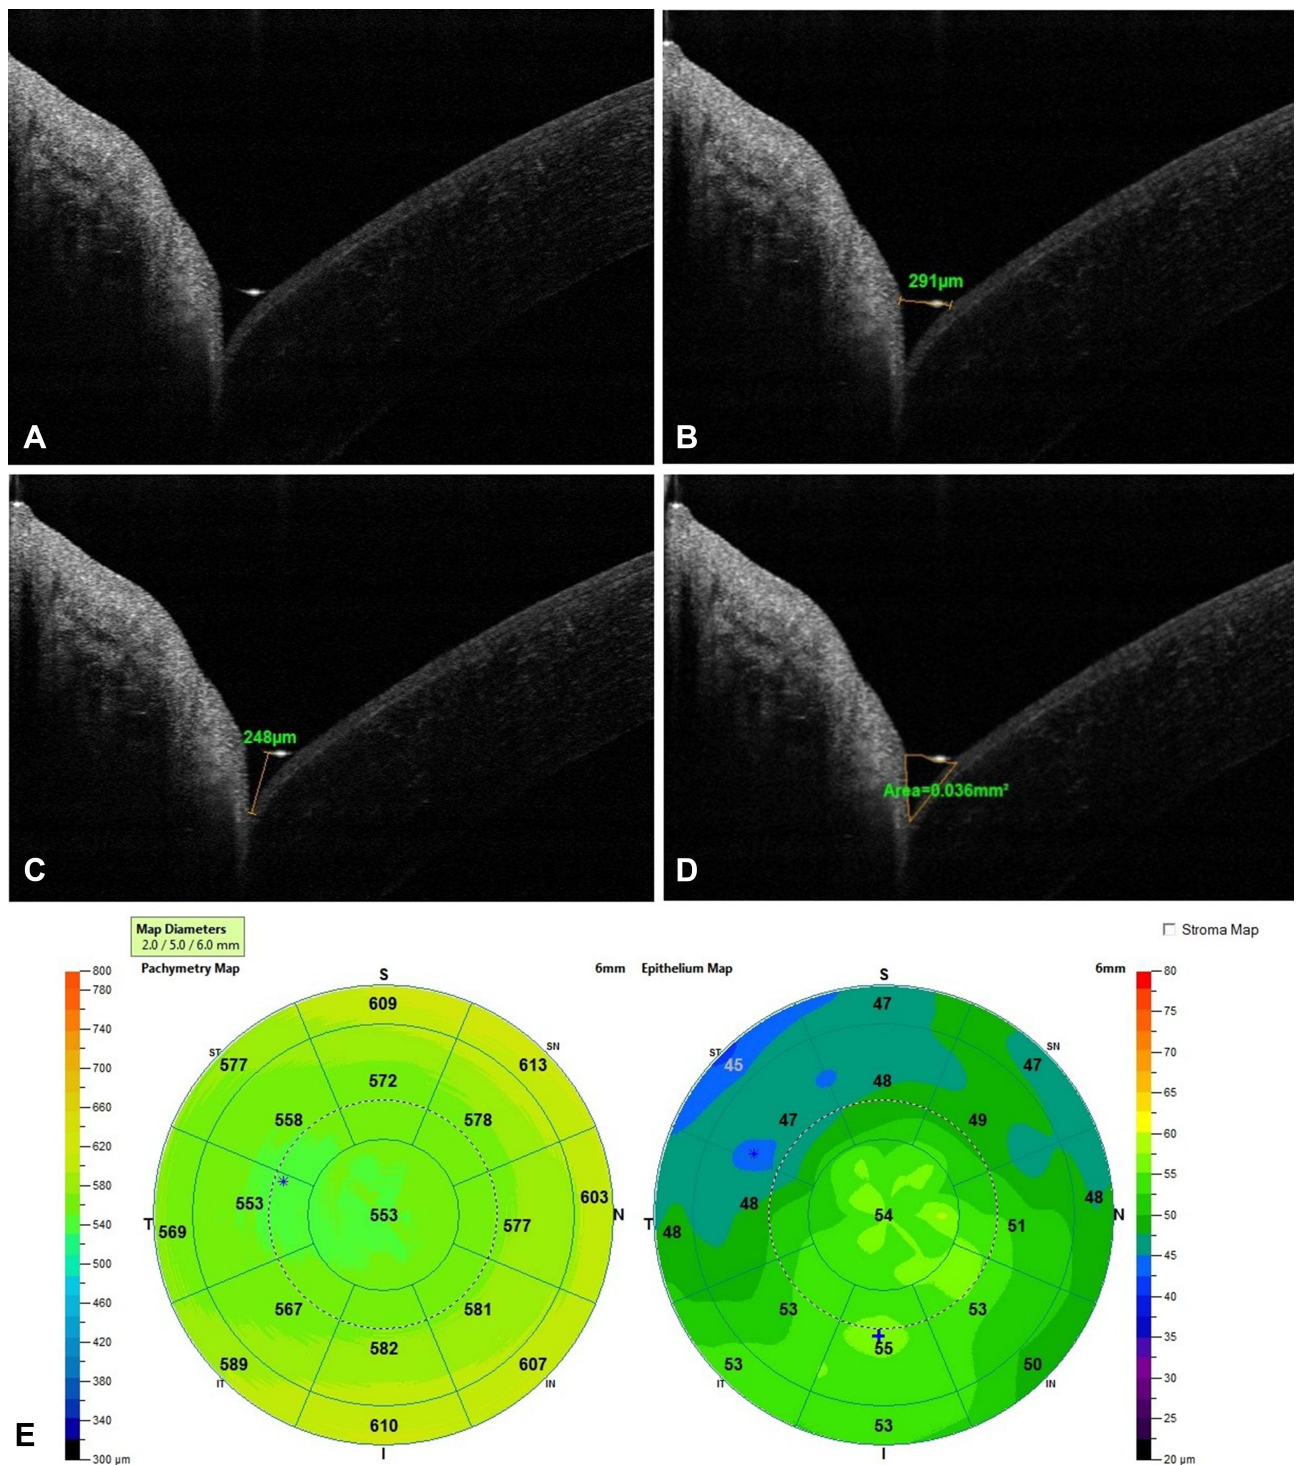 A
291µm
B
248µm
C
Area=0.036mm²
D
Map Diameters
2.0 / 5.0 / 6.0 mm
Stroma Map
Pachymetry Map
6mm
Epithelium Map
6mm
800
780
740
700
660
620
580
540
500
460
420
380
340
300 µm
S
609
ST
577
SN
613
572
558
578
T
553
553
577
603
N
569
567
581
582
589
607
IT
IN
610
I
S
47
ST
45
SN
47
48
47
49
T
48
48
54
51
48
N
53
53
55
53
50
IT
IN
53
I
80
75
70
65
60
55
50
45
40
35
30
25
20 µm
E